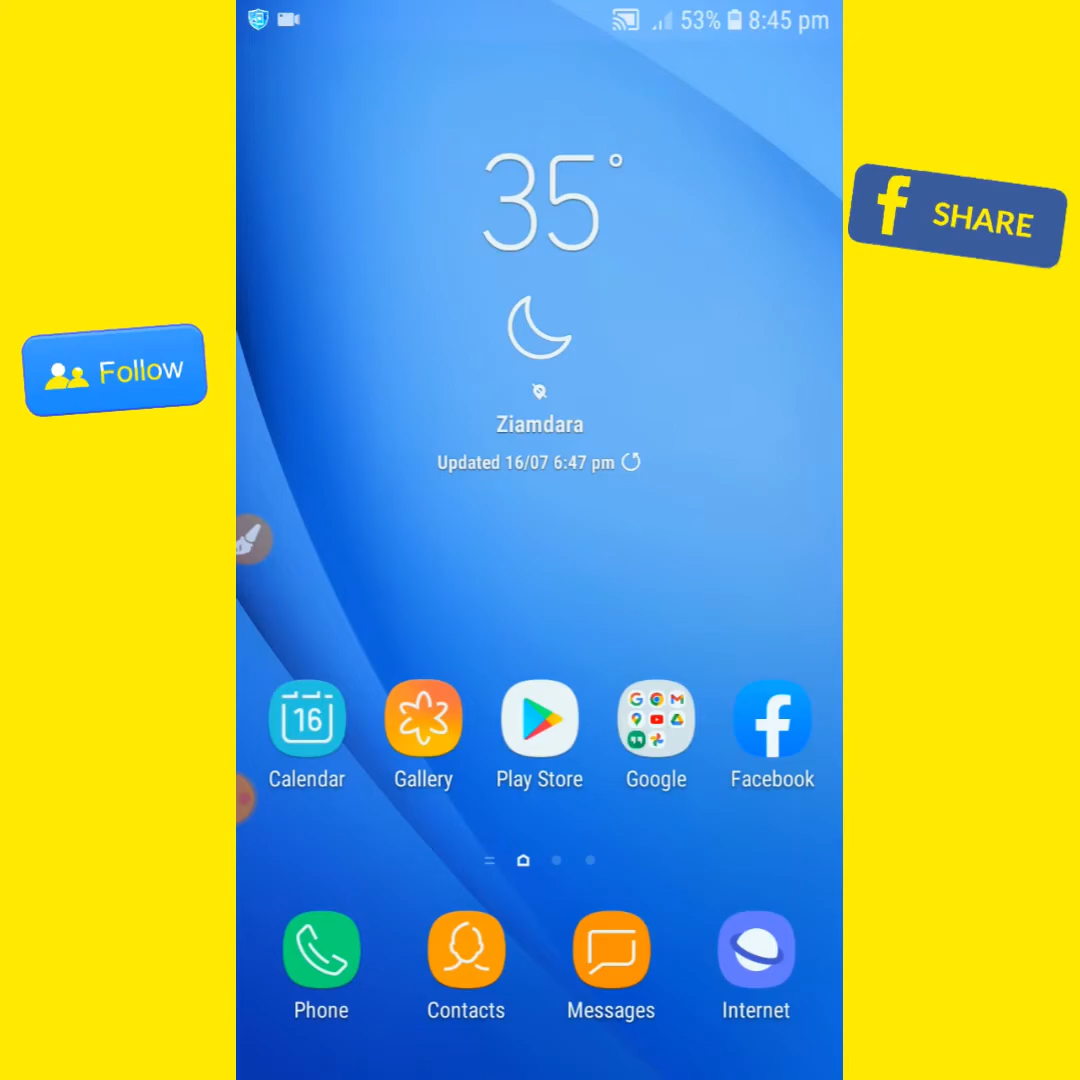 53% 8:45 pm
35°
SHARE
Follow
Ziamdara
Updated 16/07 6:47 pm
16
Calendar
Gallery
Play Store
Google
Facebook
Phone
Contacts
Messages
Internet